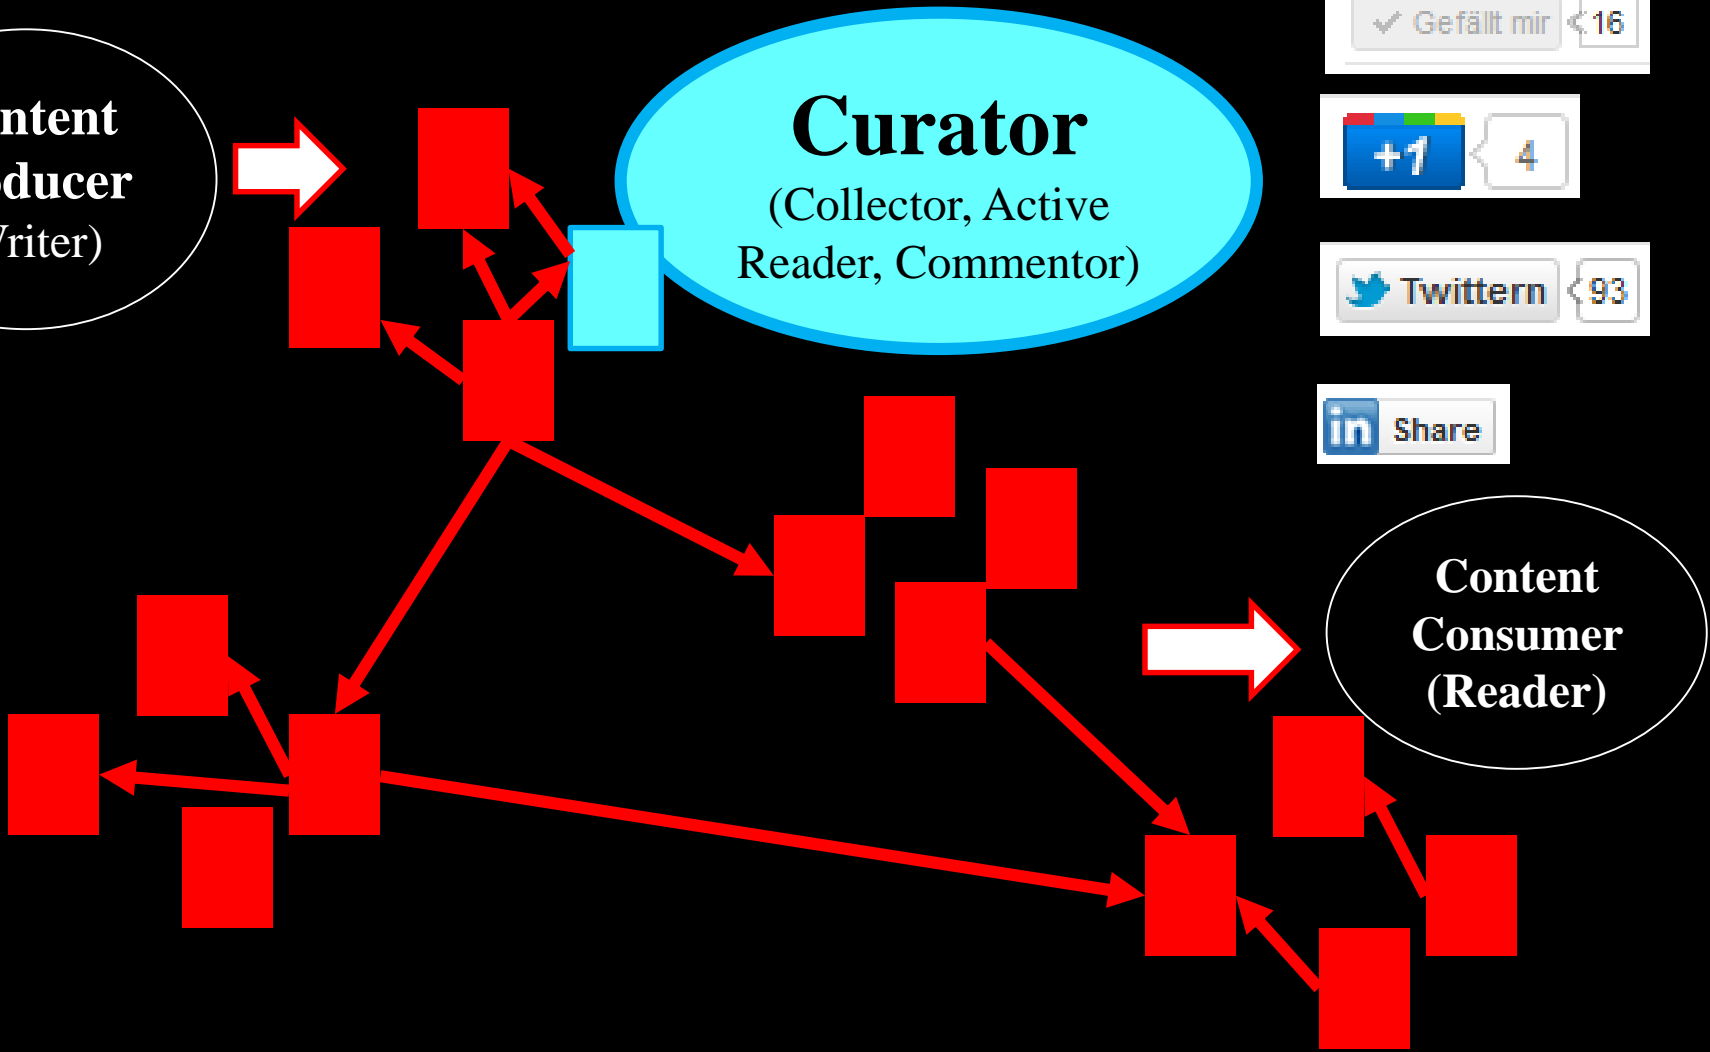 ntent
ducer
riter)
Curator
(Collector, Active
Reader, Commentor)
Gefällt mir 16
+1 4
Twittern 93
in Share
Content
Consumer
(Reader)